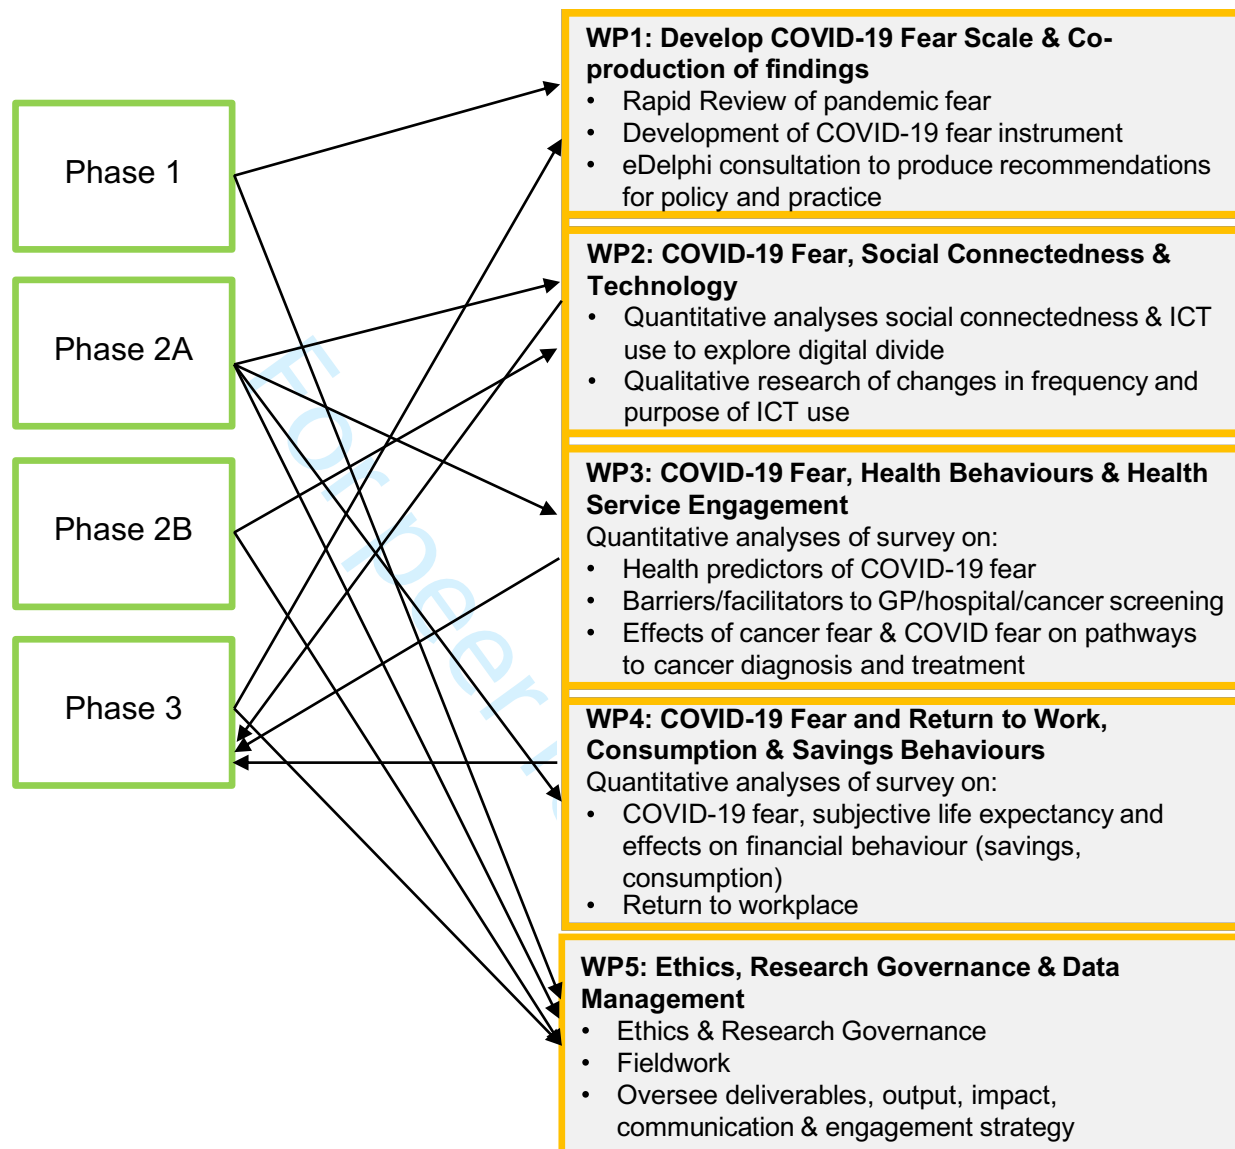 Phase 1
Phase 2A
Phase 2B
Phase 3
WP1: Develop COVID-19 Fear Scale & Co-
production of findings
• Rapid Review of pandemic fear
• Development of COVID-19 fear instrument
• eDelphi consultation to produce recommendations
for policy and practice
WP2: COVID-19 Fear, Social Connectedness &
Technology
• Quantitative analyses social connectedness & ICT
use to explore digital divide
• Qualitative research of changes in frequency and
purpose of ICT use
WP3: COVID-19 Fear, Health Behaviours & Health
Service Engagement
Quantitative analyses of survey on:
• Health predictors of COVID-19 fear
• Barriers/facilitators to GP/hospital/cancer screening
• Effects of cancer fear & COVID fear on pathways
to cancer diagnosis and treatment
WP4: COVID-19 Fear and Return to Work,
Consumption & Savings Behaviours
Quantitative analyses of survey on:
• COVID-19 fear, subjective life expectancy and
effects on financial behaviour (savings,
consumption)
• Return to workplace
WP5: Ethics, Research Governance & Data
Management
• Ethics & Research Governance
• Fieldwork
• Oversee deliverables, output, impact,
communication & engagement strategy
For peer